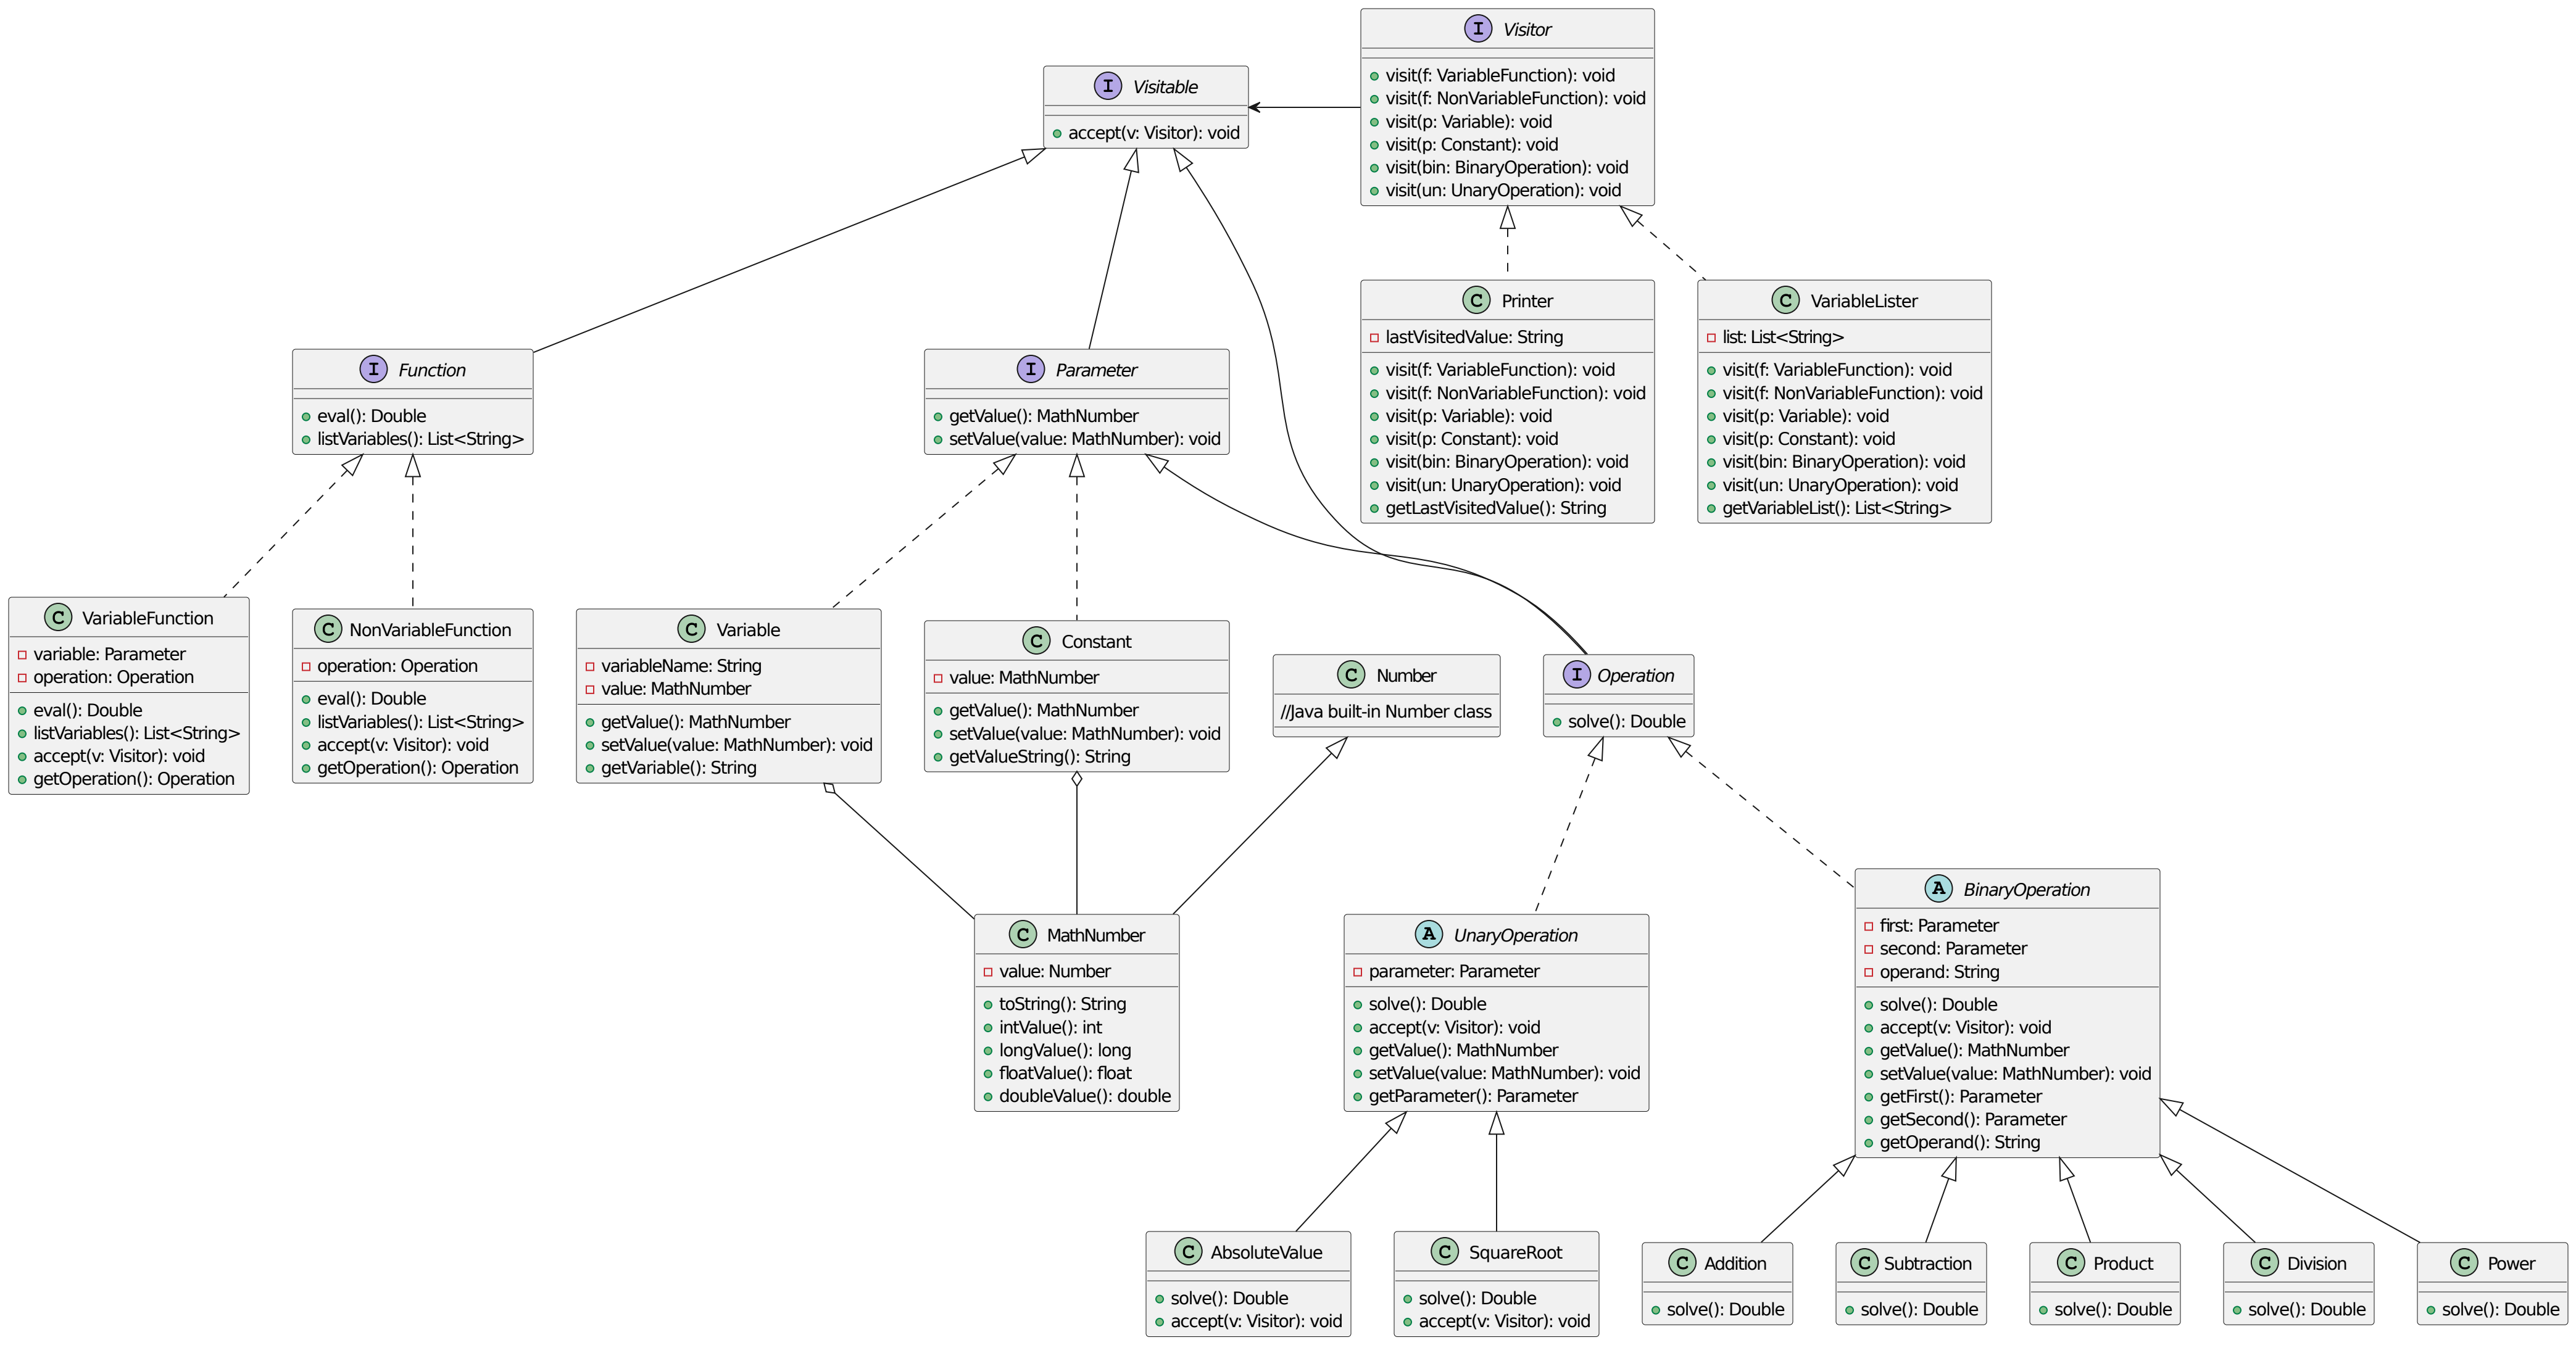 I Visitor
+ visit(f: VariableFunction): void
+ visit(f: NonVariableFunction): void
+ visit(p: Variable): void
+ visit(p: Constant): void
+ visit(bin: BinaryOperation): void
+ visit(un: UnaryOperation): void
I Visitable
accept(v: Visitor): void
C Printer
lastVisitedValue: String
visit(f: VariableFunction): void
visit(f: NonVariableFunction): void
visit(p: Variable): void
visit(p: Constant): void
visit(bin: BinaryOperation): void
visit(un: UnaryOperation): void
getLastVisitedValue(): String
C VariableLister
list: List<String>
visit(f: VariableFunction): void
visit(f: NonVariableFunction): void
visit(p: Variable): void
visit(p: Constant): void
visit(bin: BinaryOperation): void
visit(un: UnaryOperation): void
getVariableList(): List<String>
I Function
eval(): Double
listVariables(): List<String>
I Parameter
getValue(): MathNumber
setValue(value: MathNumber): void
C VariableFunction
variable: Parameter
operation: Operation
eval(): Double
listVariables(): List<String>
accept(v: Visitor): void
getOperation(): Operation
C NonVariableFunction
operation: Operation
eval(): Double
listVariables(): List<String>
accept(v: Visitor): void
getOperation(): Operation
C Variable
variableName: String
value: MathNumber
getValue(): MathNumber
setValue(value: MathNumber): void
getVariable(): String
C Constant
value: MathNumber
getValue(): MathNumber
setValue(value: MathNumber): void
getValueString(): String
C Number
//Java built-in Number class
I Operation
solve(): Double
C MathNumber
value: Number
toString(): String
intValue(): int
longValue(): long
floatValue(): float
doubleValue(): double
A UnaryOperation
parameter: Parameter
solve(): Double
accept(v: Visitor): void
getValue(): MathNumber
setValue(value: MathNumber): void
getParameter(): Parameter
A BinaryOperation
first: Parameter
second: Parameter
operand: String
solve(): Double
accept(v: Visitor): void
getValue(): MathNumber
setValue(value: MathNumber): void
getFirst(): Parameter
getSecond(): Parameter
getOperand(): String
C AbsoluteValue
solve(): Double
accept(v: Visitor): void
C SquareRoot
solve(): Double
accept(v: Visitor): void
C Addition
solve(): Double
C Subtraction
solve(): Double
C Product
solve(): Double
C Division
solve(): Double
C Power
solve(): Double